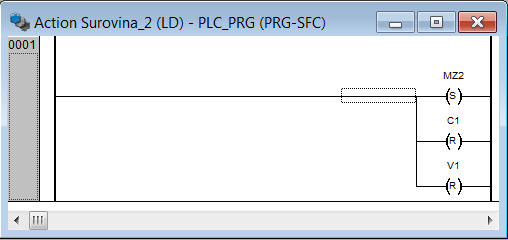 Action Surovina_2 (LD) - PLC_PRG (PRG-SFC)
0001
MZ2
S
C1
R
V1
R